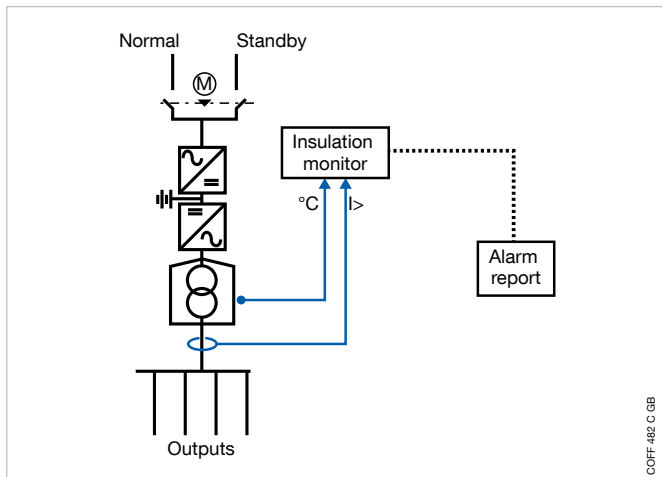 Normal Standby
M
Insulation
monitor
°C I>
Alarm
report
Outputs
COFF 482 C GB